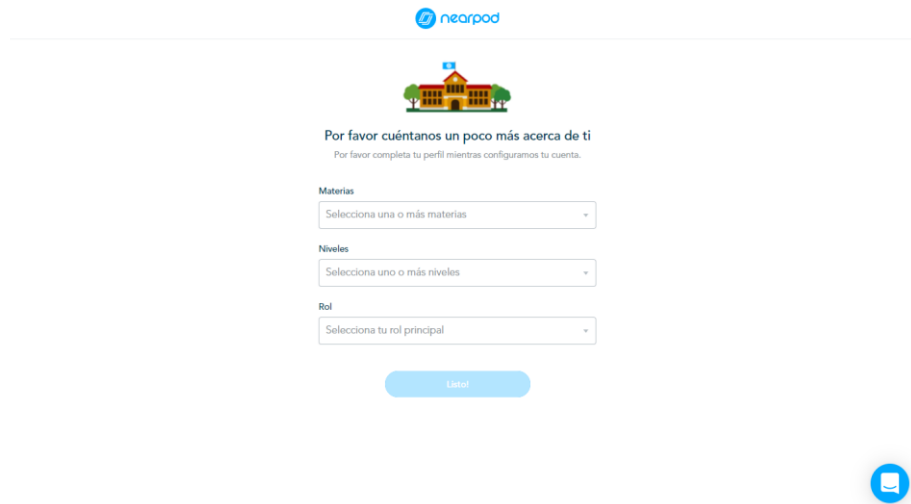 nearpod
Por favor cuéntanos un poco más acerca de ti
Por favor completa tu perfil mientras configuramos tu cuenta.
Materias
Selecciona una o más materias
Niveles
Selecciona uno o más niveles
Rol
Selecciona tu rol principal
Listo!